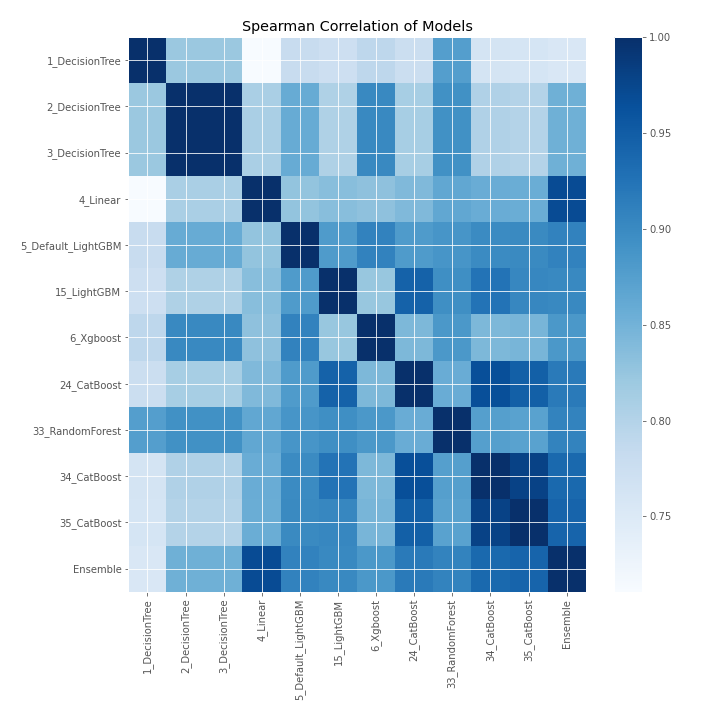 Spearman Correlation of Models
1_DecisionTree
2_DecisionTree
3_DecisionTree
4_Linear
5_Default_LightGBM
15_LightGBM
6_Xgboost
24_CatBoost
33_RandomForest
34_CatBoost
35_CatBoost
Ensemble
1_DecisionTree
2_DecisionTree
3_DecisionTree
4_Linear
5_Default_LightGBM
15_LightGBM
6_Xgboost
24_CatBoost
33_RandomForest
34_CatBoost
35_CatBoost
Ensemble
1.00
0.95
0.90
0.85
0.80
0.75